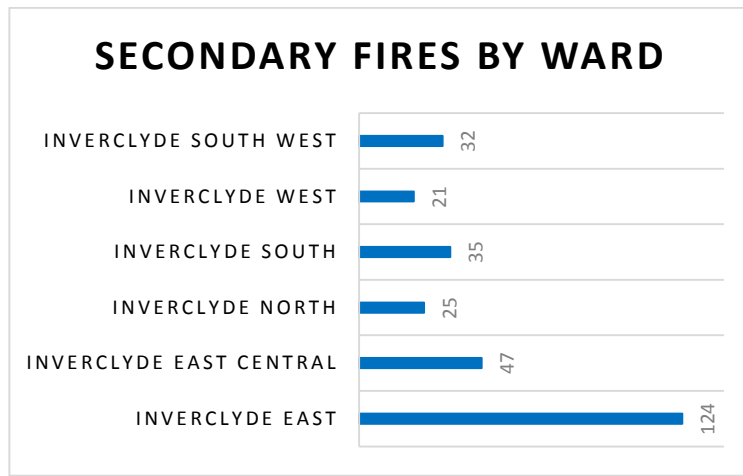 SECONDARY FIRES BY WARD
INVERCLYDE SOUTH WEST 32
INVERCLYDE WEST 21
INVERCLYDE SOUTH 35
INVERCLYDE NORTH 25
INVERCLYDE EAST CENTRAL 47
INVERCLYDE EAST 124